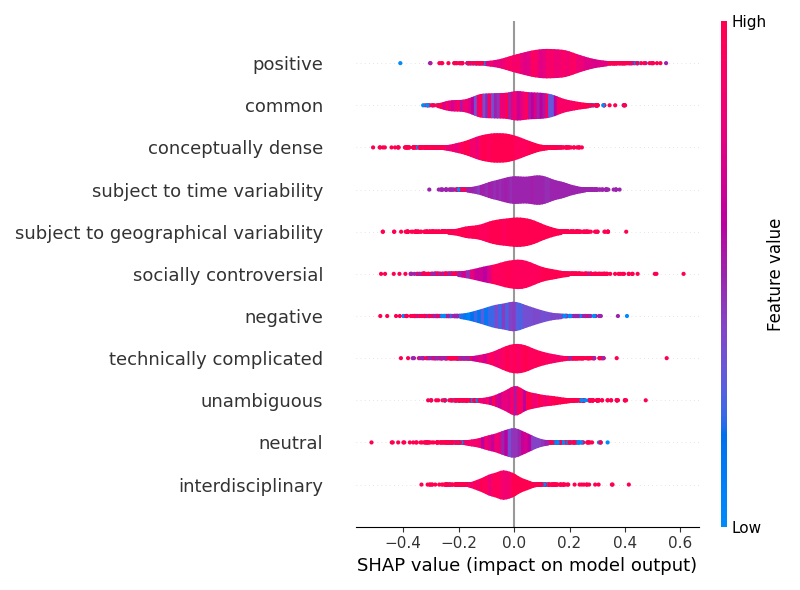 High
positive
common
conceptually dense
subject to time variability
subject to geographical variability
socially controversial
negative
technically complicated
unambiguous
neutral
interdisciplinary
Feature value
Low
−0.4 −0.2 0.0 0.2 0.4 0.6
SHAP value (impact on model output)